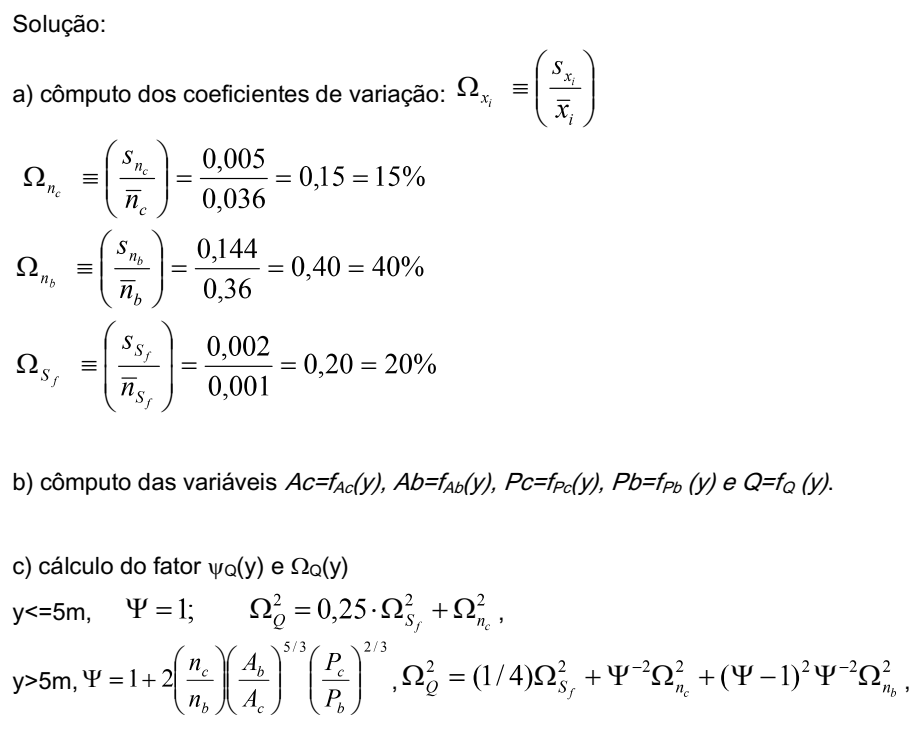 Solução:
a) cômputo dos coeficientes de variação: Ω_{x_i} ≡ (s_{x_i} / x̄_i)
Ω_{n_c} ≡ (s_{n_c} / n̄_c) = 0,005 / 0,036 = 0,15 = 15%
Ω_{n_b} ≡ (s_{n_b} / n̄_b) = 0,144 / 0,36 = 0,40 = 40%
Ω_{S_f} ≡ (s_{S_f} / n̄_{S_f}) = 0,002 / 0,001 = 0,20 = 20%
b) cômputo das variáveis Ac=f_{Ac}(y), Ab=f_{Ab}(y), Pc=f_{Pc}(y), Pb=f_{Pb} (y) e Q=f_Q (y).
c) cálculo do fator ψ_Q(y) e Ω_Q(y)
y<=5m, Ψ = 1; Ω_Q^2 = 0,25·Ω_{S_f}^2 + Ω_{n_c}^2 ,
y>5m, Ψ = 1 + 2(n_c / n_b)(A_b / A_c)^{5/3}(P_c / P_b)^{2/3} , Ω_Q^2 = (1/4)Ω_{S_f}^2 + Ψ^{-2}Ω_{n_c}^2 + (Ψ − 1)^2 Ψ^{-2}Ω_{n_b}^2 ,